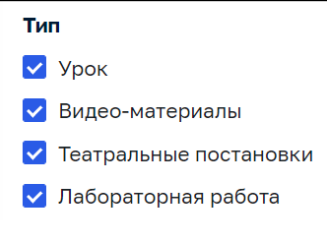 Тип
Урок
Видео-материалы
Театральные постановки
Лабораторная работа